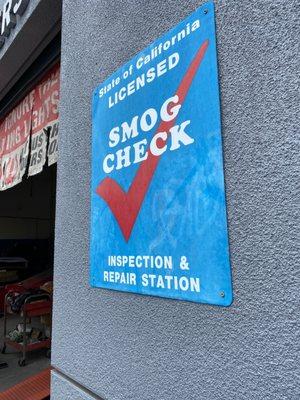 State of California
LICENSED
SMOG
CHECK
INSPECTION &
REPAIR STATION